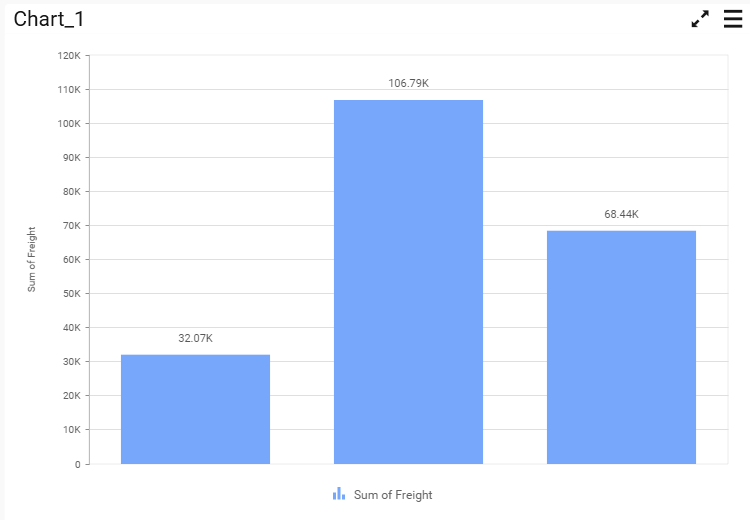 Chart_1
120K
110K
100K
90K
80K
70K
60K
50K
40K
30K
20K
10K
0
Sum of Freight
32.07K
106.79K
68.44K
Sum of Freight